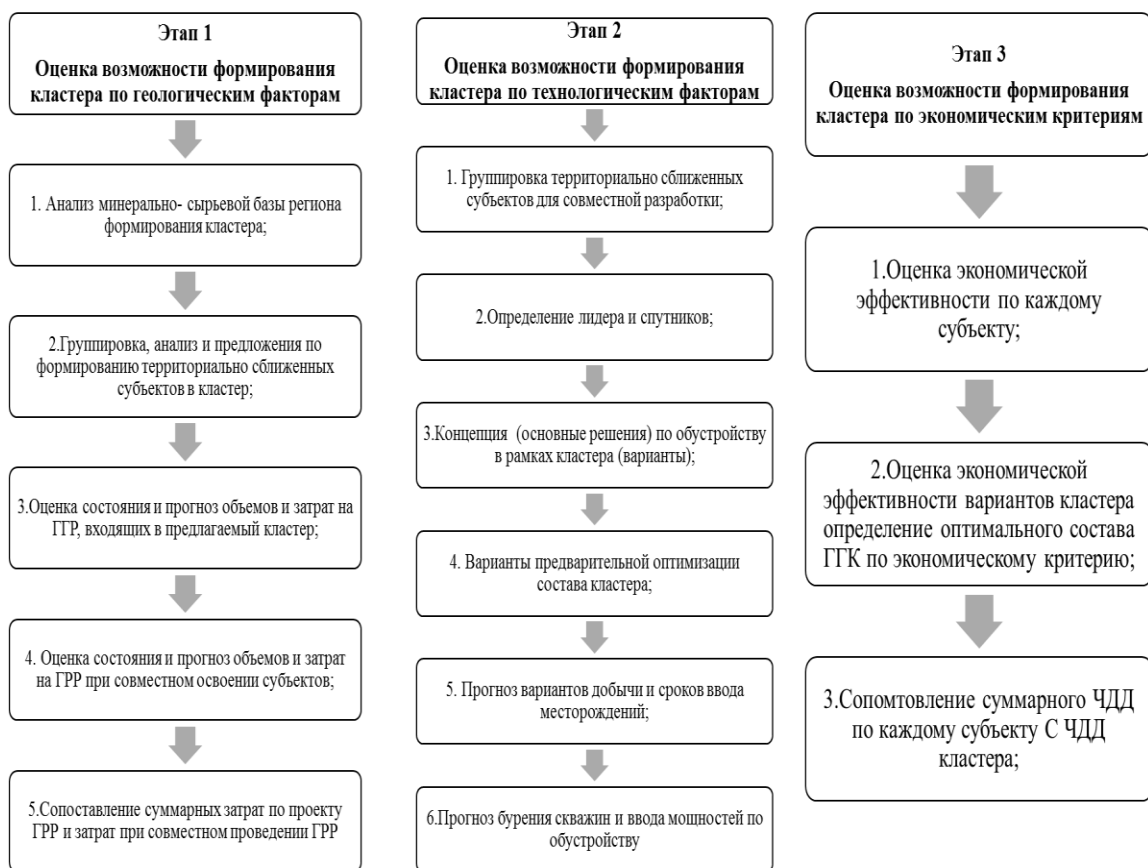 Этап 1
Оценка возможности формирования
кластера по геологическим факторам
1. Анализ минерально- сырьевой базы региона
формирования кластера;
2.Группировка, анализ и предложения по
формированию территориально сближенных
субъектов в кластер;
3.Оценка состояния и прогноз объемов и затрат на
ГГР, входящих в предлагаемый кластер;
4. Оценка состояния и прогноз объемов и затрат
на ГРР при совместном освоении субъектов;
5.Сопоставление суммарных затрат по проекту
ГРР и затрат при совместном проведении ГРР
Этап 2
Оценка возможности формирования
кластера по технологическим факторам
1. Группировка территориально сближенных
субъектов для совместной разработки;
2.Определение лидера и спутников;
3.Концепция (основные решения) по обустройству
в рамках кластера (варианты);
4. Варианты предварительной оптимизации
состава кластера;
5. Прогноз вариантов добычи и сроков ввода
месторождений;
6.Прогноз бурения скважин и ввода мощностей по
обустройству
Этап 3
Оценка возможности формирования
кластера по экономическим критериям
1.Оценка экономической
эффективности по каждому
субъекту;
2.Оценка экономической
эффективности вариантов кластера
определение оптимального состава
ГГК по экономическому критерию;
3.Сопомтовление суммарного ЧДД
по каждому субъекту С ЧДД
кластера;